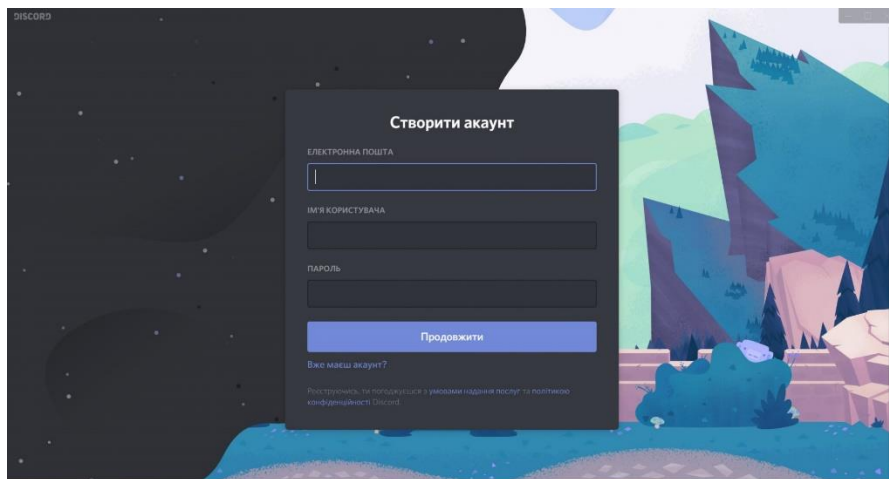 DISCORD
Створити акаунт
ЕЛЕКТРОННА ПОШТА
ІМ'Я КОРИСТУВАЧА
ПАРОЛЬ
Продовжити
Вже маєш акаунт?
Реєструючись, ти погоджуєшся з умовами надання послуг та політикою
конфіденційності Discord.